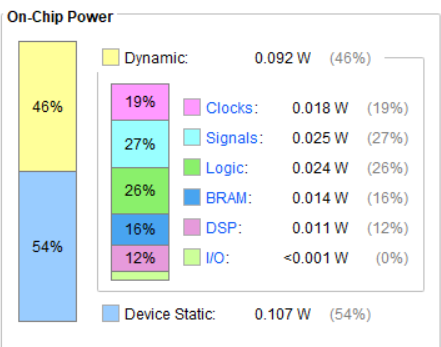 On-Chip Power
Dynamic: 0.092 W (46%)
46%
54%
19%
27%
26%
16%
12%
Clocks: 0.018 W (19%)
Signals: 0.025 W (27%)
Logic: 0.024 W (26%)
BRAM: 0.014 W (16%)
DSP: 0.011 W (12%)
I/O: <0.001 W (0%)
Device Static: 0.107 W (54%)